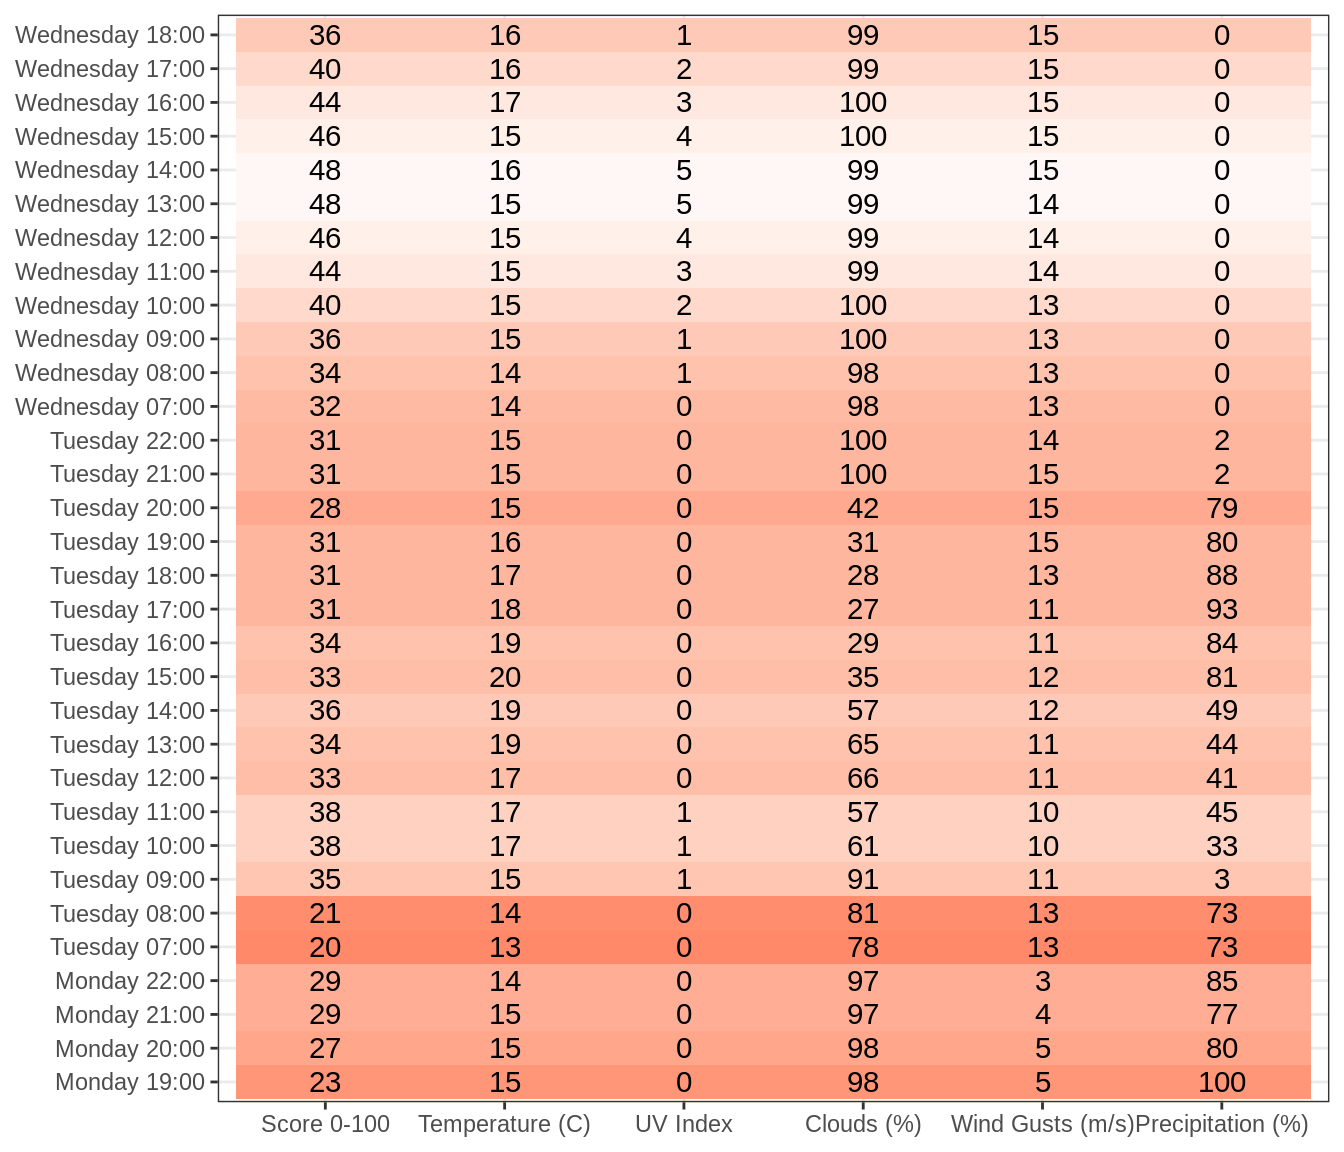 Wednesday 18:00 36 16 1 99 15 0
Wednesday 17:00 40 16 2 99 15 0
Wednesday 16:00 44 17 3 100 15 0
Wednesday 15:00 46 15 4 100 15 0
Wednesday 14:00 48 16 5 99 15 0
Wednesday 13:00 48 15 5 99 14 0
Wednesday 12:00 46 15 4 99 14 0
Wednesday 11:00 44 15 3 99 14 0
Wednesday 10:00 40 15 2 100 13 0
Wednesday 09:00 36 15 1 100 13 0
Wednesday 08:00 34 14 1 98 13 0
Wednesday 07:00 32 14 0 98 13 0
Tuesday 22:00 31 15 0 100 14 2
Tuesday 21:00 31 15 0 100 15 2
Tuesday 20:00 28 15 0 42 15 79
Tuesday 19:00 31 16 0 31 15 80
Tuesday 18:00 31 17 0 28 13 88
Tuesday 17:00 31 18 0 27 11 93
Tuesday 16:00 34 19 0 29 11 84
Tuesday 15:00 33 20 0 35 12 81
Tuesday 14:00 36 19 0 57 12 49
Tuesday 13:00 34 19 0 65 11 44
Tuesday 12:00 33 17 0 66 11 41
Tuesday 11:00 38 17 1 57 10 45
Tuesday 10:00 38 17 1 61 10 33
Tuesday 09:00 35 15 1 91 11 3
Tuesday 08:00 21 14 0 81 13 73
Tuesday 07:00 20 13 0 78 13 73
Monday 22:00 29 14 0 97 3 85
Monday 21:00 29 15 0 97 4 77
Monday 20:00 27 15 0 98 5 80
Monday 19:00 23 15 0 98 5 100
Score 0-100 Temperature (C) UV Index Clouds (%) Wind Gusts (m/s) Precipitation (%)